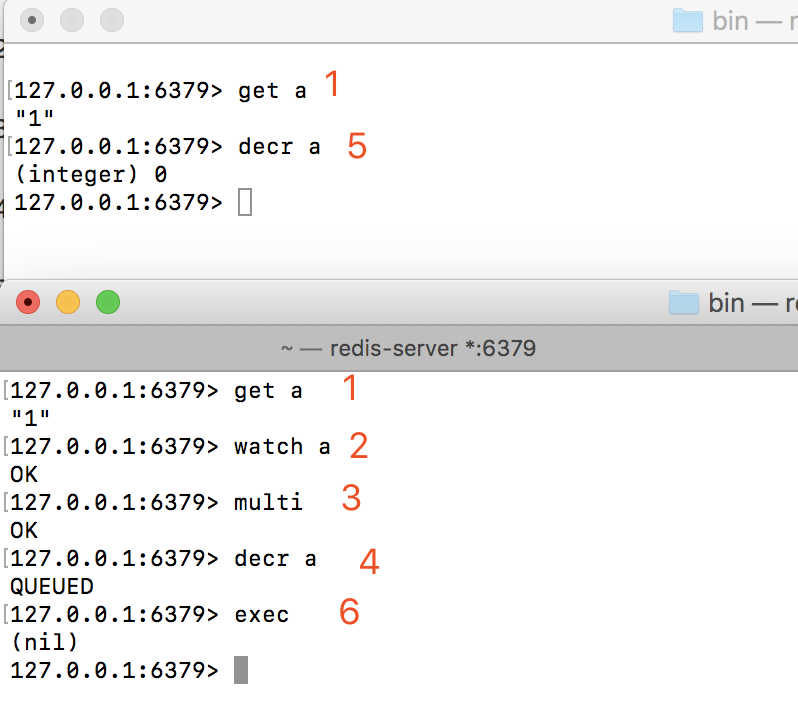 bin —
127.0.0.1:6379> get a 1
"1"
127.0.0.1:6379> decr a 5
(integer) 0
127.0.0.1:6379>
bin —
~ — redis-server *:6379
127.0.0.1:6379> get a 1
"1"
127.0.0.1:6379> watch a 2
OK
127.0.0.1:6379> multi 3
OK
127.0.0.1:6379> decr a 4
QUEUED
127.0.0.1:6379> exec 6
(nil)
127.0.0.1:6379>